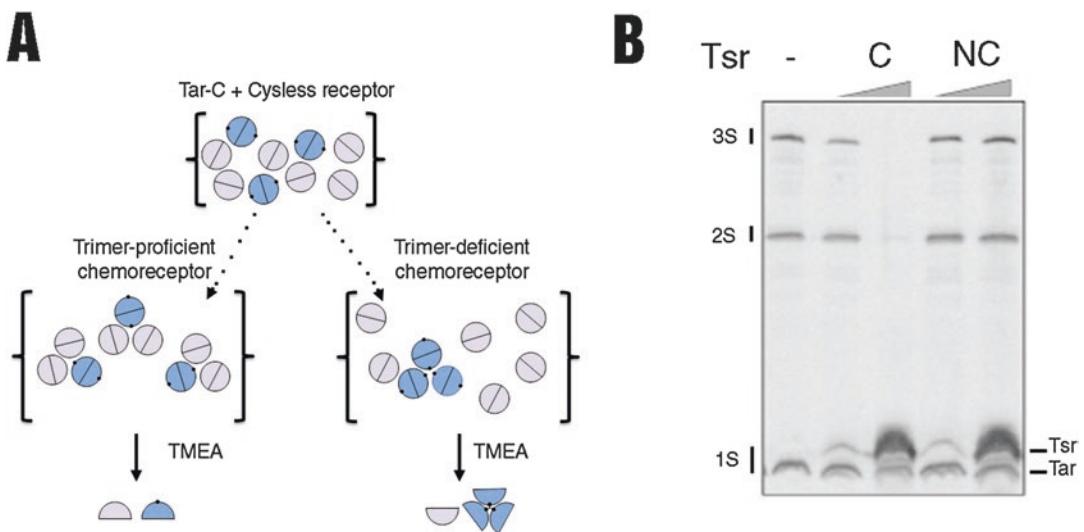 A
Tar-C + Cysless receptor
Trimer-proficient
chemoreceptor
Trimer-deficient
chemoreceptor
TMEA
TMEA
B
Tsr - C NC
3S
2S
1S
Tsr
Tar